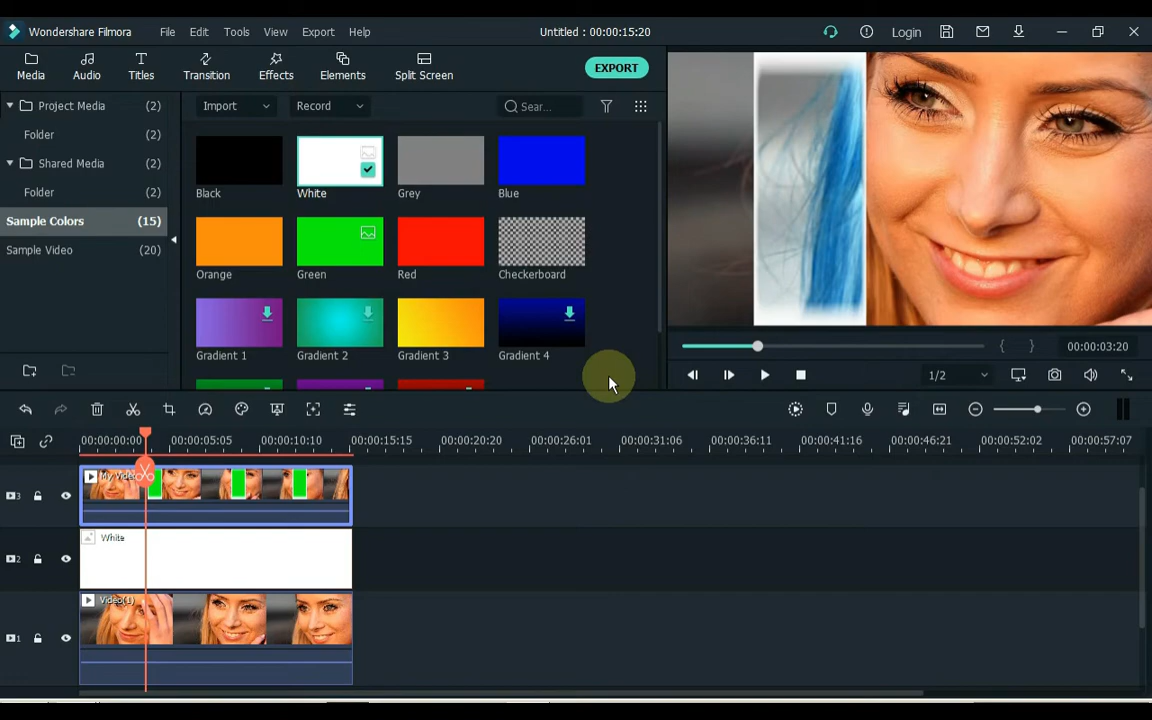 Wondershare Filmora
File Edit Tools View Export Help
Untitled : 00:00:15:20
Login
Media Audio Titles Transition Effects Elements Split Screen
EXPORT
Project Media (2)
Folder (2)
Shared Media (2)
Folder (2)
Sample Colors (15)
Sample Video (20)
Import Record Sear...
Black White Grey Blue
Orange Green Red Checkerboard
Gradient 1 Gradient 2 Gradient 3 Gradient 4
00:00:03:20
1/2
00:00:00:00 00:00:05:05 00:00:10:10 00:00:15:15 00:00:20:20 00:00:26:01 00:00:31:06 00:00:36:11 00:00:41:16 00:00:46:21 00:00:52:02 00:00:57:07
3 My Video
2 White
1 Video(1)